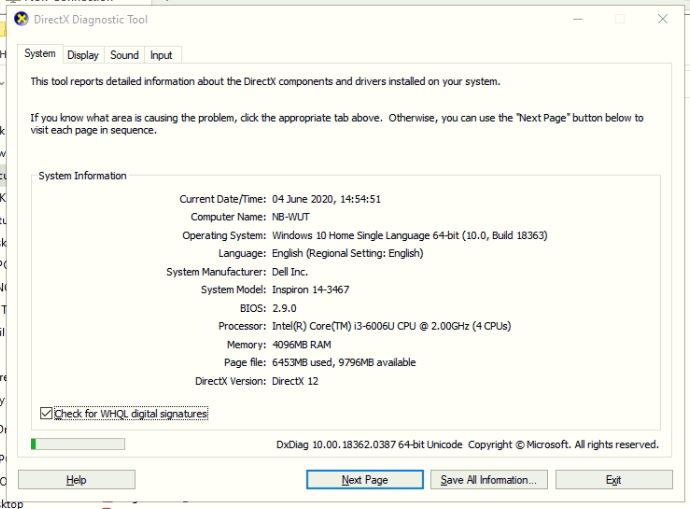 DirectX Diagnostic Tool
System Display Sound Input
This tool reports detailed information about the DirectX components and drivers installed on your system.
If you know what area is causing the problem, click the appropriate tab above.  Otherwise, you can use the "Next Page" button below to
visit each page in sequence.
System Information
Current Date/Time: 04 June 2020, 14:54:51
Computer Name: NB-WUT
Operating System: Windows 10 Home Single Language 64-bit (10.0, Build 18363)
Language: English (Regional Setting: English)
System Manufacturer: Dell Inc.
System Model: Inspiron 14-3467
BIOS: 2.9.0
Processor: Intel(R) Core(TM) i3-6006U CPU @ 2.00GHz (4 CPUs)
Memory: 4096MB RAM
Page file: 6453MB used, 9796MB available
DirectX Version: DirectX 12
Check for WHQL digital signatures
DxDiag 10.00.18362.0387 64-bit Unicode  Copyright © Microsoft. All rights reserved.
Help Next Page Save All Information... Exit